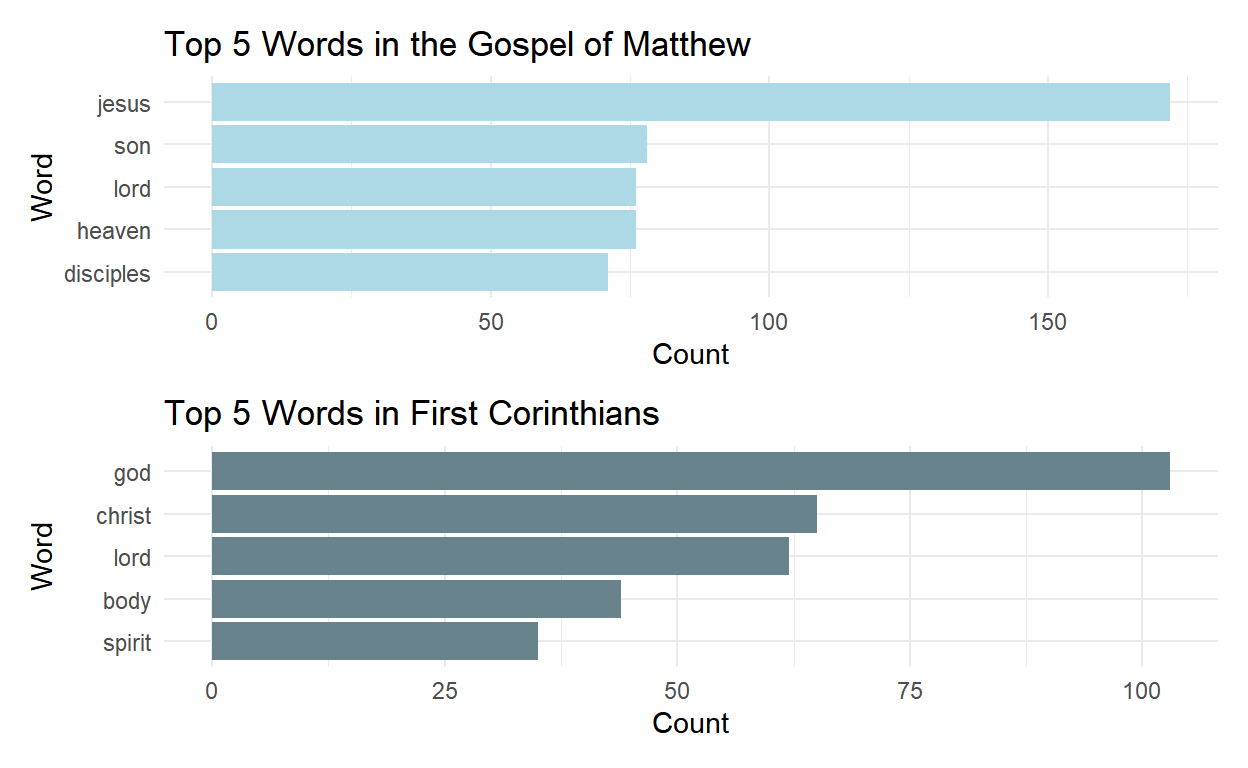 Top 5 Words in the Gospel of Matthew
Word
jesus
son
lord
heaven
disciples
0 50 100 150
Count
Top 5 Words in First Corinthians
Word
god
christ
lord
body
spirit
0 25 50 75 100
Count